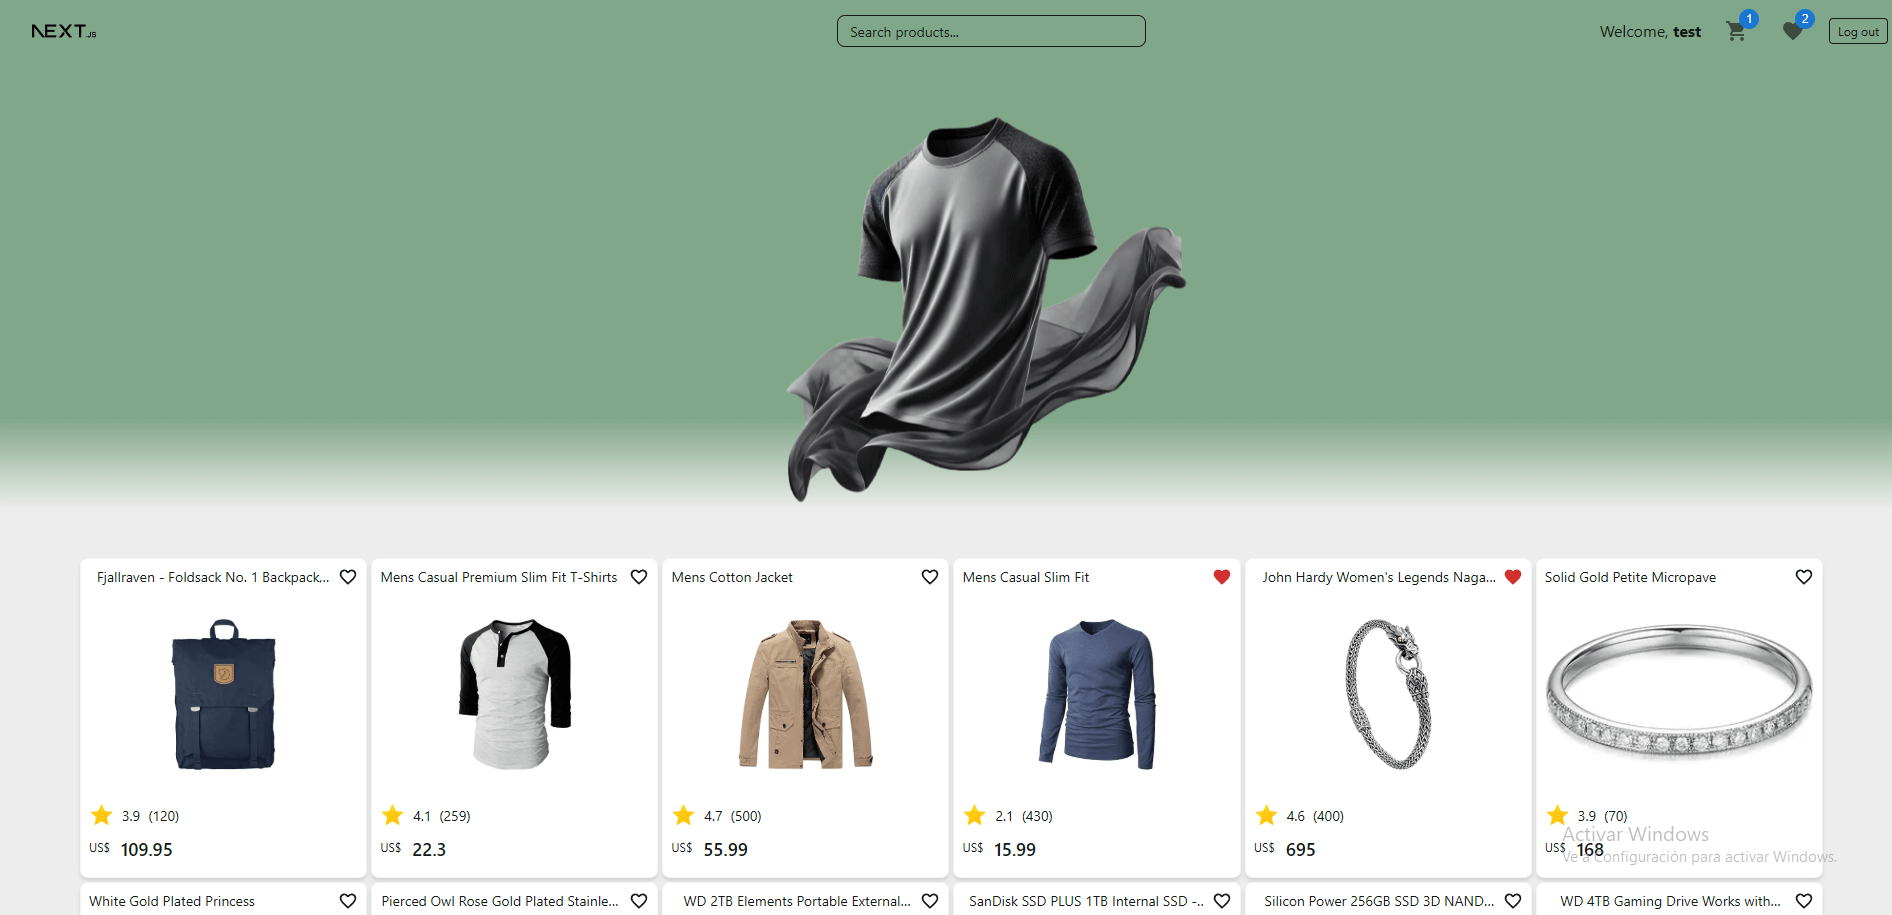 NEXT.JS
Search products...
Welcome, test
1
2
Log out
Fjallraven - Foldsack No. 1 Backpack,...
Mens Casual Premium Slim Fit T-Shirts
Mens Cotton Jacket
Mens Casual Slim Fit
John Hardy Women's Legends Naga...
Solid Gold Petite Micropave
3.9 (120)
4.1 (259)
4.7 (500)
2.1 (430)
4.6 (400)
3.9 (70)
US$ 109.95
US$ 22.3
US$ 55.99
US$ 15.99
US$ 695
US$ 168
Activar Windows
Ve a Configuración para activar Windows.
White Gold Plated Princess
Pierced Owl Rose Gold Plated Stainle...
WD 2TB Elements Portable External...
SanDisk SSD PLUS 1TB Internal SSD -...
Silicon Power 256GB SSD 3D NAND...
WD 4TB Gaming Drive Works with...